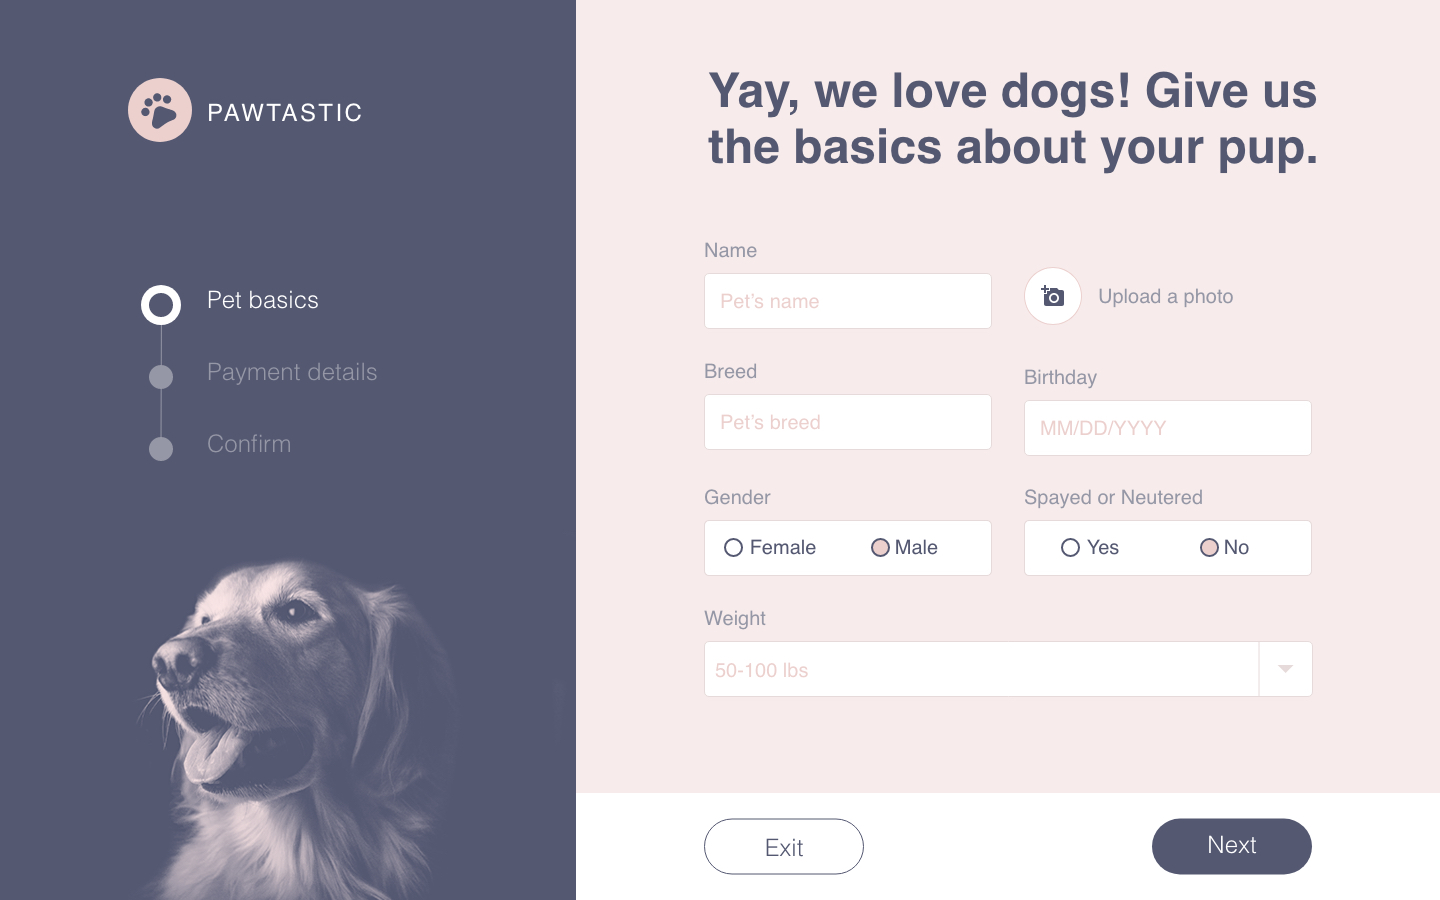 PAWTASTIC
Pet basics
Payment details
Confirm
Yay, we love dogs! Give us
the basics about your pup.
Name
Pet’s name
Upload a photo
Breed
Pet’s breed
Birthday
MM/DD/YYYY
Gender
Female Male
Spayed or Neutered
Yes No
Weight
50-100 lbs
Exit
Next